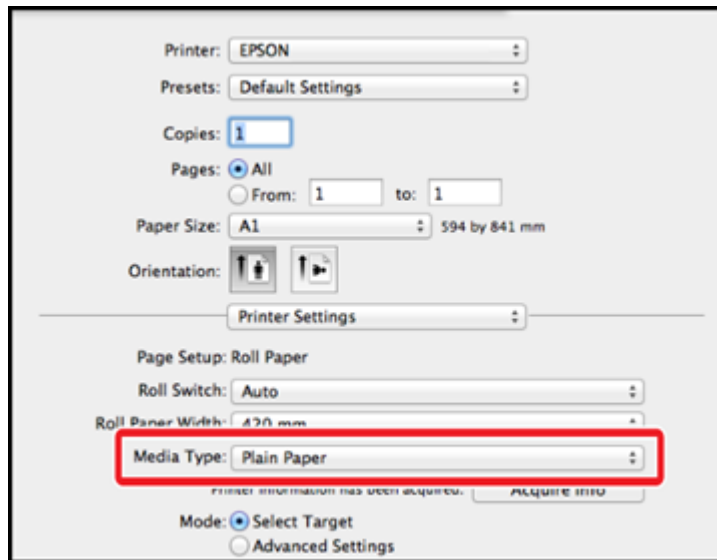 Printer: EPSON
Presets: Default Settings
Copies: 1
Pages: All
From: 1 to: 1
Paper Size: A1 594 by 841 mm
Orientation:
Printer Settings
Page Setup: Roll Paper
Roll Switch: Auto
Roll Paper Width: 420 mm
Media Type: Plain Paper
Printer information has been acquired. Acquire Info
Mode: Select Target
Advanced Settings